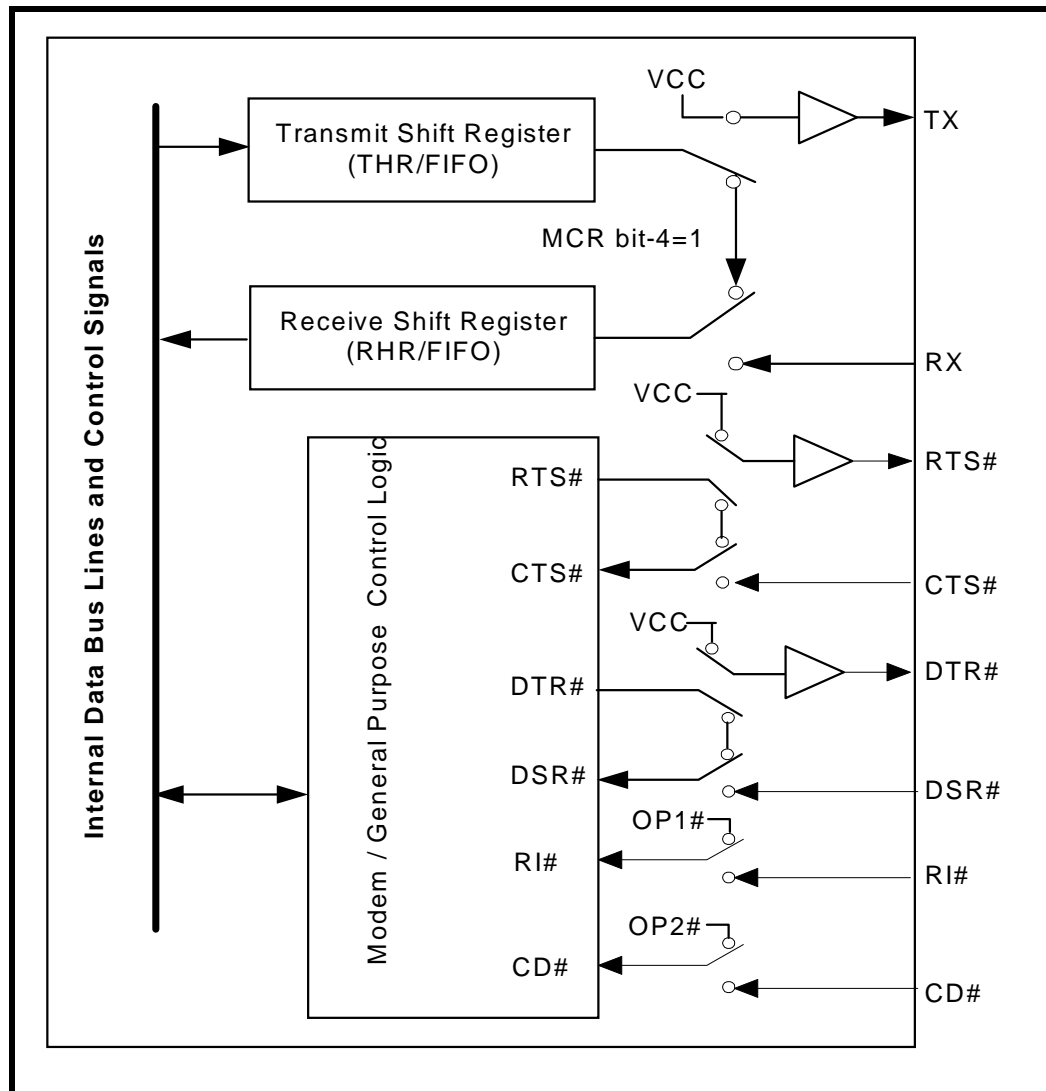 VCC
TX
Transmit Shift Register
(THR/FIFO)
MCR bit-4=1
Receive Shift Register
(RHR/FIFO)
RX
VCC
RTS#
RTS#
CTS#
CTS#
VCC
DTR#
DTR#
DSR#
DSR#
OP1#
RI#
RI#
OP2#
CD#
CD#
Internal Data Bus Lines and Control Signals
Modem / General Purpose Control Logic